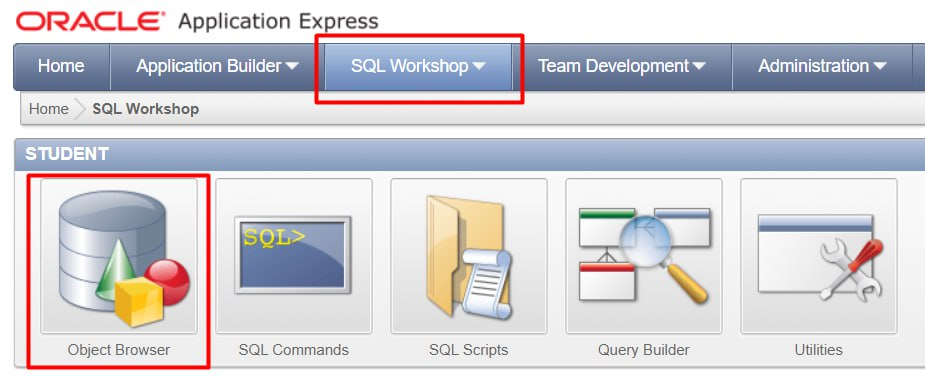 ORACLE® Application Express
Home Application Builder SQL Workshop Team Development Administration
Home SQL Workshop
STUDENT
SQL>
Object Browser SQL Commands SQL Scripts Query Builder Utilities